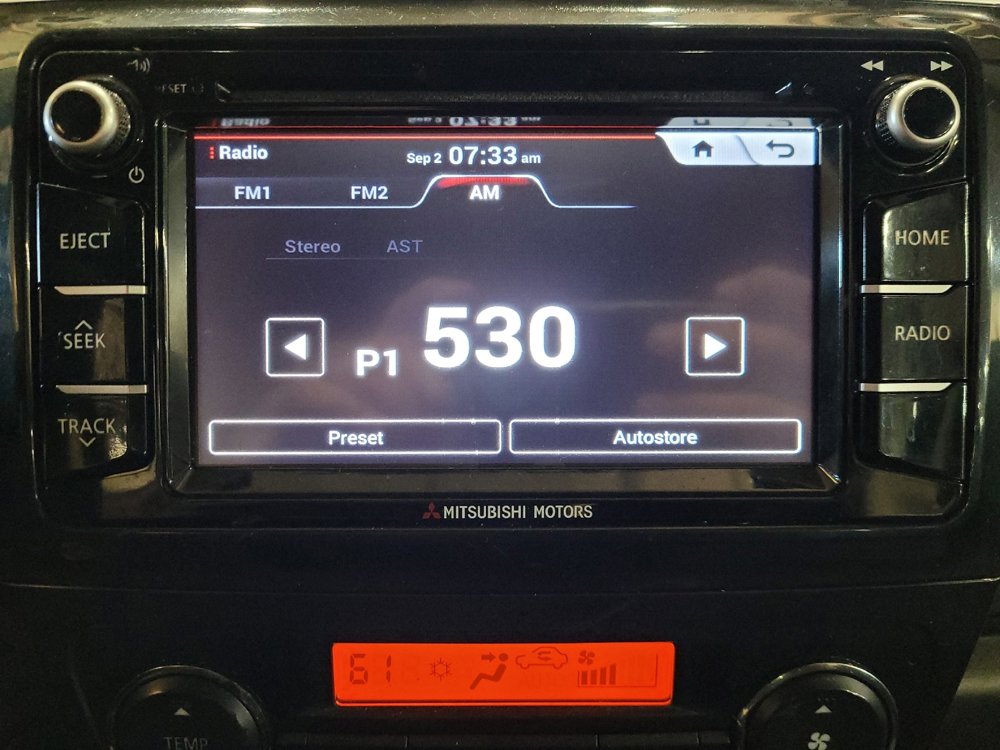 RESET
Radio
Sep 2 07:33 am
FM1 FM2 AM
Stereo AST
P1 530
Preset Autostore
EJECT
SEEK
TRACK
HOME
RADIO
MITSUBISHI MOTORS
61
TEMP